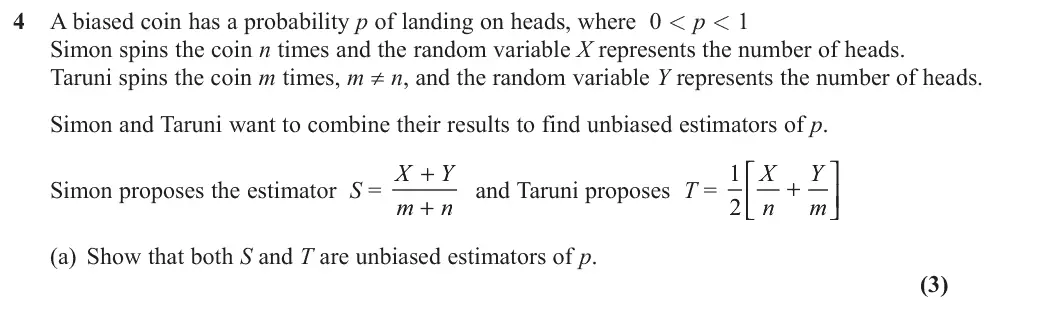 4 A biased coin has a probability p of landing on heads, where 0 < p < 1
Simon spins the coin n times and the random variable X represents the number of heads.
Taruni spins the coin m times, m ≠ n, and the random variable Y represents the number of heads.
Simon and Taruni want to combine their results to find unbiased estimators of p.
Simon proposes the estimator S = (X + Y)/(m + n) and Taruni proposes T = 1/2[X/n + Y/m]
(a) Show that both S and T are unbiased estimators of p.
(3)